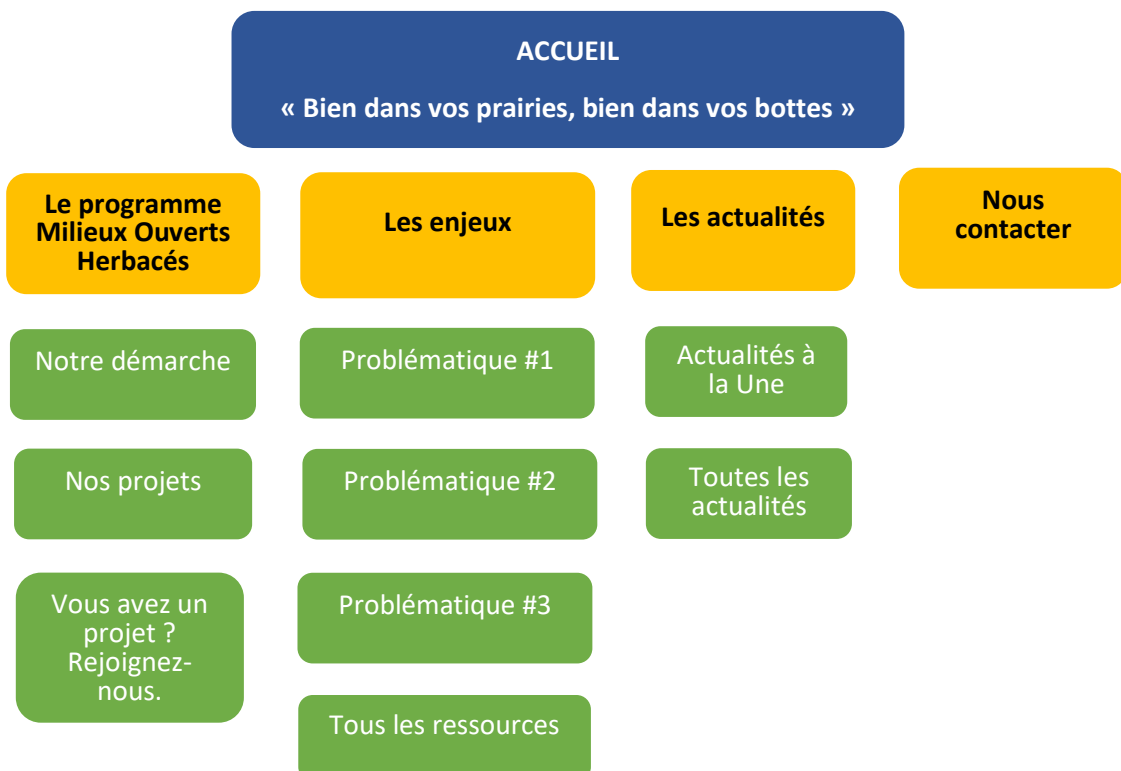 ACCUEIL
« Bien dans vos prairies, bien dans vos bottes »
Le programme
Milieux Ouverts
Herbacés
Les enjeux
Les actualités
Nous
contacter
Notre démarche
Problématique #1
Actualités à
la Une
Nos projets
Problématique #2
Toutes les
actualités
Vous avez un
projet ?
Rejoignez-
nous.
Problématique #3
Tous les ressources